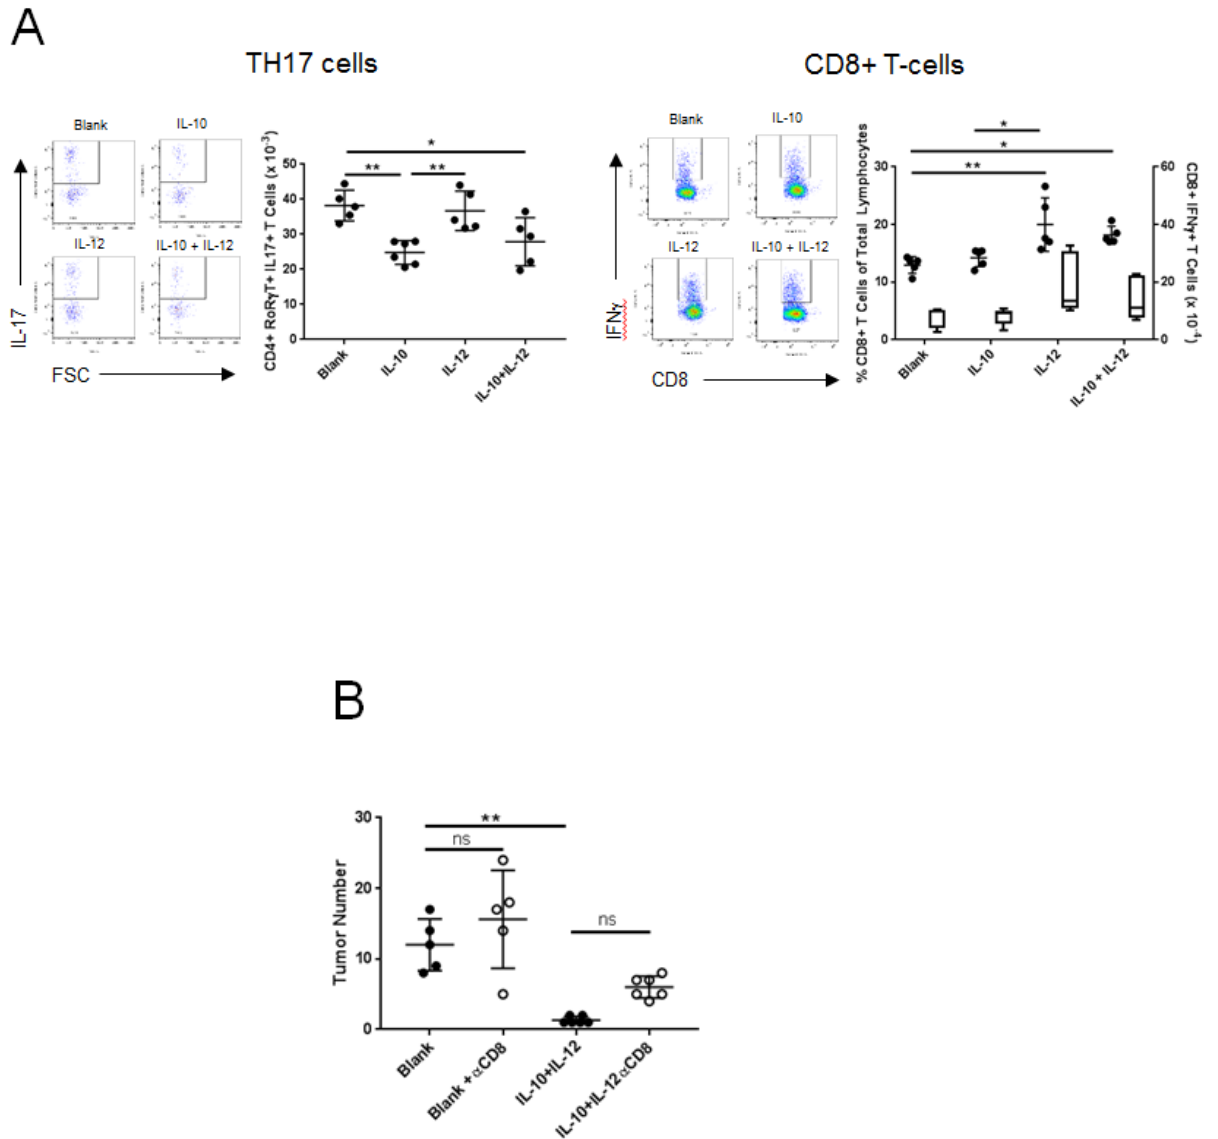 A
TH17 cells
CD8+ T-cells
Blank
IL-10
IL-12
IL-10 + IL-12
IL-17
FSC
CD4+ RoRγT+ IL17+ T Cells (x 10⁻³)
50
40
30
20
10
0
*
**
**
Blank
IL-10
IL-12
IL-10+IL-12
Blank
IL-10
IL-12
IL-10 + IL-12
IFNγ
CD8
% CD8+ T Cells of Total Lymphocytes
30
20
10
0
*
*
**
60
40
20
0
CD8+ IFNγ+ T Cells (x 10⁻⁴)
Blank
IL-10
IL-12
IL-10 + IL-12
B
Tumor Number
30
20
10
0
**
ns
ns
Blank
Blank +αCD8
IL-10+IL-12
IL-10+IL-12αCD8